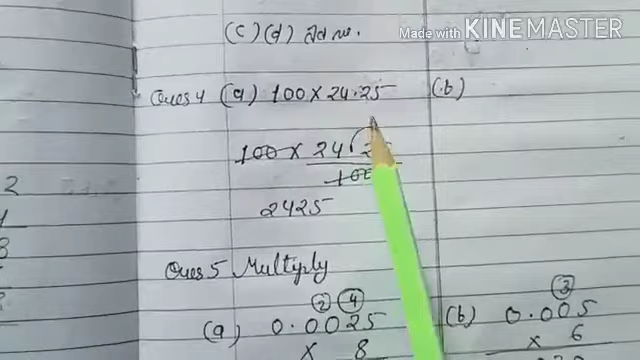 Made with KINEMASTER
(c) (d)
Ques 4 (a) 100 × 24.25 (b)
100 × 24
100
2425
Ques 5 Multiply
② ④ ③
(a) 0.0025 (b) 0.005
× 8 × 6